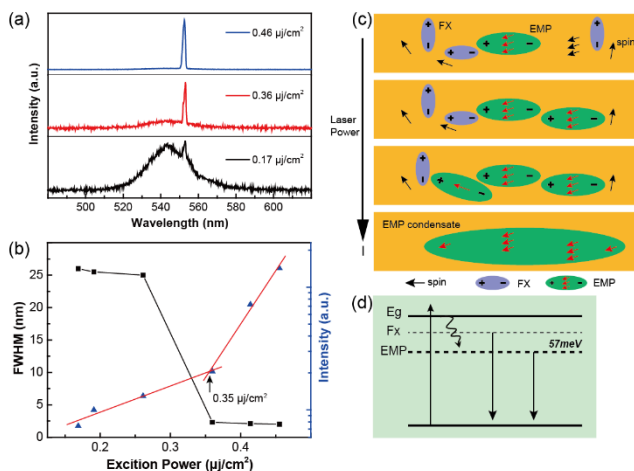 (a)
Intensity (a.u.)
0.46 μj/cm²
0.36 μj/cm²
0.17 μj/cm²
500 520 540 560 580 600
Wavelength (nm)
(b)
FWHM (nm)
30
25
20
15
10
5
0
0.35 μj/cm²
0.2 0.3 0.4
Excition Power (μj/cm²)
Intensity (a.u.)
(c)
Laser
Power
I
FX
EMP
spin
+ - + - + -
+ - + - + - + -
+ - + - + - + -
EMP condensate
spin
+ -
FX
+ -
EMP
(d)
Eg
Fx
EMP
57meV